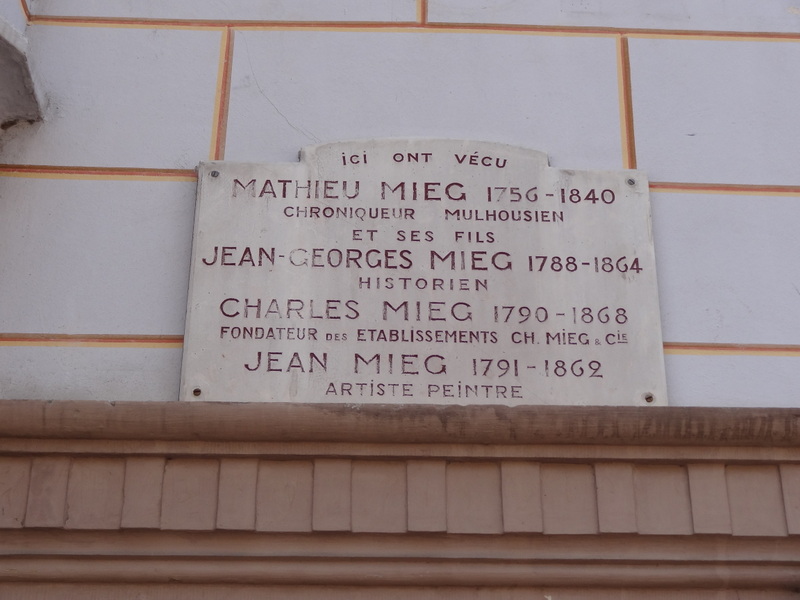 ICI ONT VÉCU
MATHIEU MIEG 1756-1840
CHRONIQUEUR MULHOUSIEN
ET SES FILS
JEAN-GEORGES MIEG 1788-1864
HISTORIEN
CHARLES MIEG 1790-1868
FONDATEUR DES ETABLISSEMENTS CH. MIEG & CIE
JEAN MIEG 1791-1862
ARTISTE PEINTRE